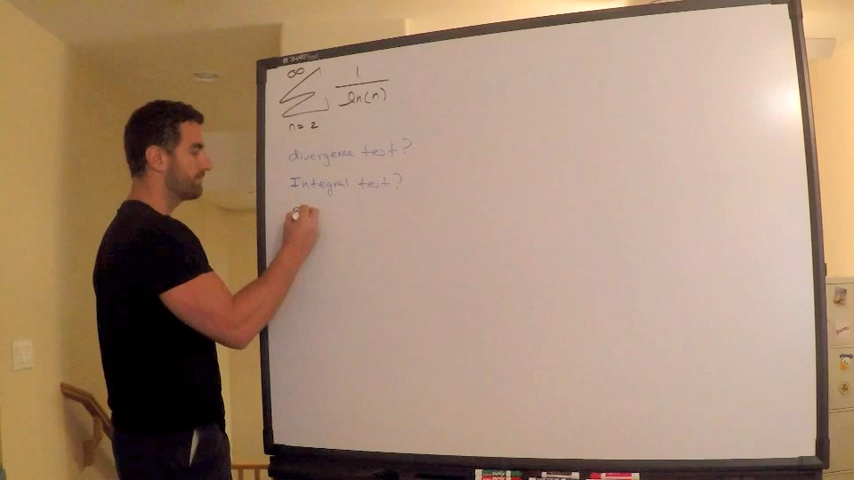 ∞
Σ 1/ln(n)
n=2
divergence test?
Integral test?